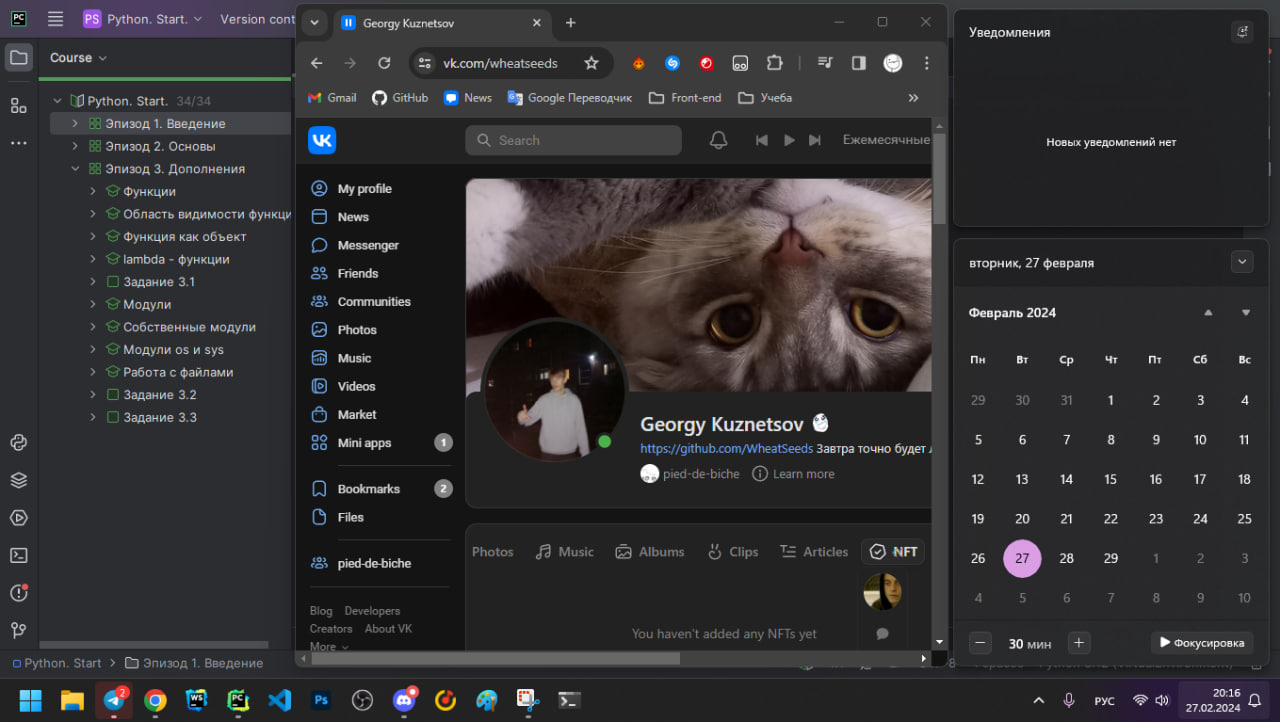 PC
PS Python. Start.
Version cont
Course
Python. Start. 34/34
Эпизод 1. Введение
Эпизод 2. Основы
Эпизод 3. Дополнения
Функции
Область видимости функци
Функция как объект
lambda - функции
Задание 3.1
Модули
Собственные модули
Модули os и sys
Работа с файлами
Задание 3.2
Задание 3.3
Python. Start > Эпизод 1. Введение
Georgy Kuznetsov
vk.com/wheatseeds
Gmail GitHub News Google Переводчик Front-end Учеба
Search
Ежемесячные
My profile
News
Messenger
Friends
Communities
Photos
Music
Videos
Market
Mini apps 1
Bookmarks 2
Files
pied-de-biche
Blog Developers
Creators About VK
More
Georgy Kuznetsov
https://github.com/WheatSeeds Завтра точно будет л
pied-de-biche Learn more
Photos Music Albums Clips Articles NFT
You haven't added any NFTs yet
Уведомления
Новых уведомлений нет
вторник, 27 февраля
Февраль 2024
Пн Вт Ср Чт Пт Сб Вс
29 30 31 1 2 3 4
5 6 7 8 9 10 11
12 13 14 15 16 17 18
19 20 21 22 23 24 25
26 27 28 29 1 2 3
4 5 6 7 8 9 10
30 мин
Фокусировка
2
WS
PC
Ps
РУС
20:16
27.02.2024